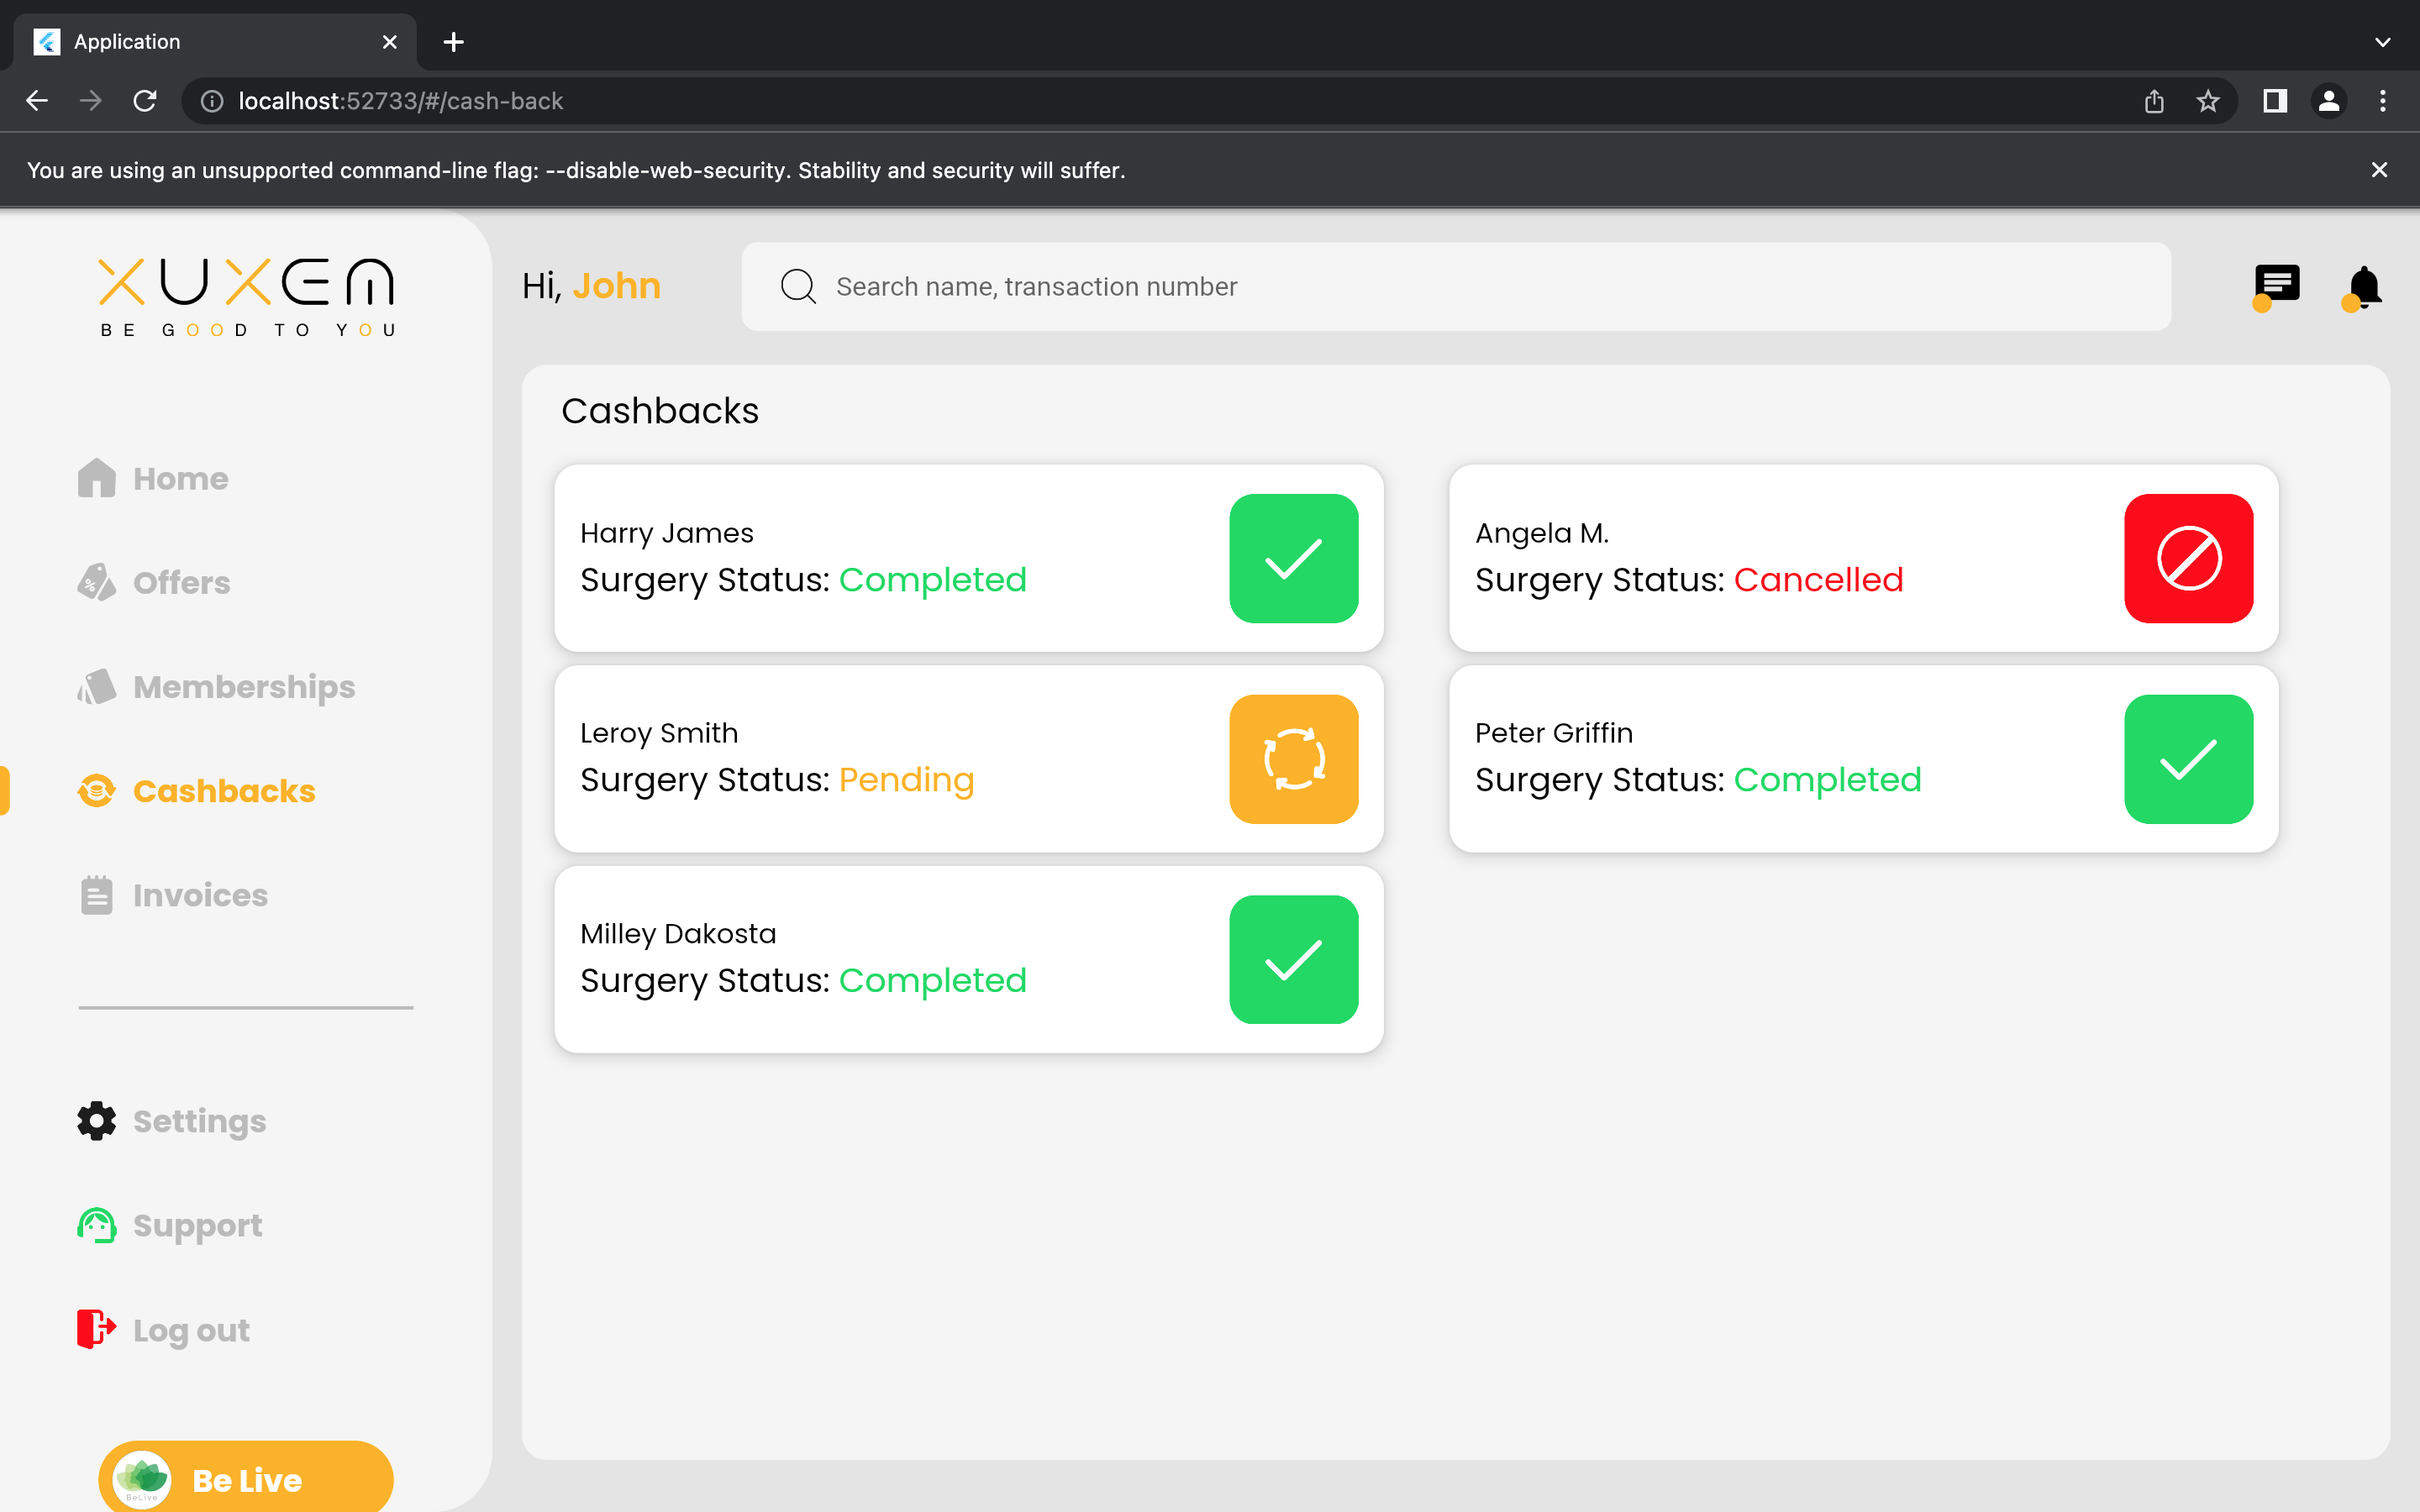 Application
localhost:52733/#/cash-back
You are using an unsupported command-line flag: --disable-web-security. Stability and security will suffer.
XUXEN
BE GOOD TO YOU
Hi, John
Search name, transaction number
Home
Offers
Memberships
Cashbacks
Invoices
Settings
Support
Log out
BeLive
Be Live
Cashbacks
Harry James
Surgery Status: Completed
Angela M.
Surgery Status: Cancelled
Leroy Smith
Surgery Status: Pending
Peter Griffin
Surgery Status: Completed
Milley Dakosta
Surgery Status: Completed